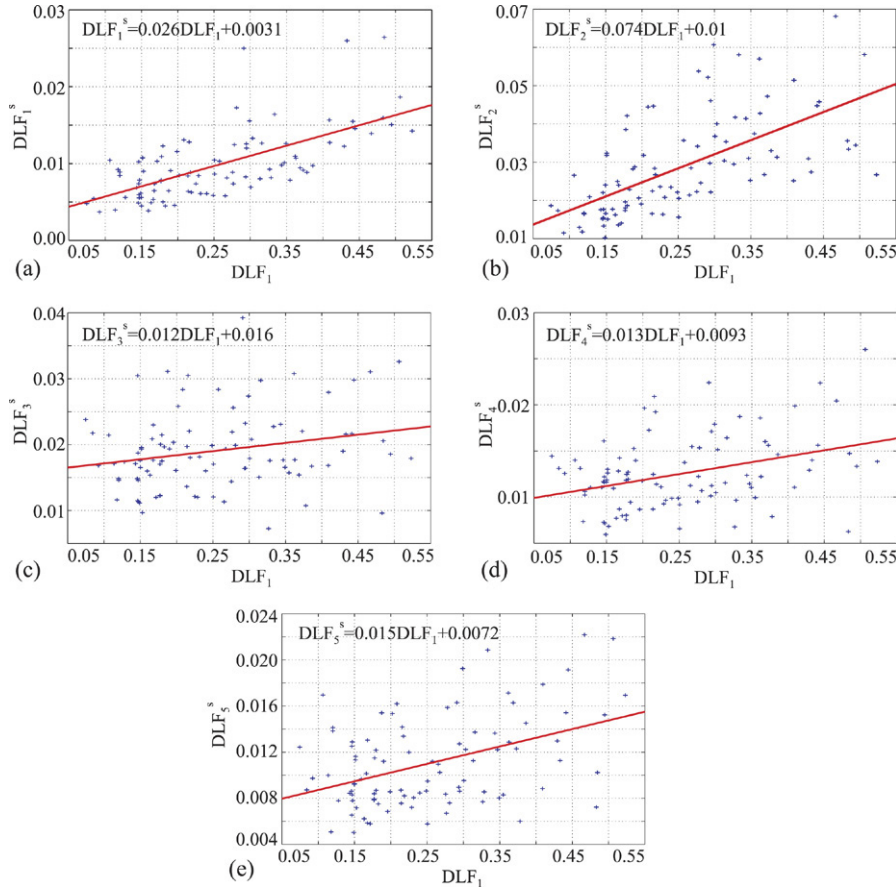 DLF₁ˢ=0.026DLF₁+0.0031
0.03
0.02
0.01
0.00
DLF₁ˢ
0.05 0.15 0.25 0.35 0.45 0.55
DLF₁
(a)
DLF₂ˢ=0.074DLF₁+0.01
0.07
0.05
0.03
0.01
DLF₂ˢ
0.05 0.15 0.25 0.35 0.45 0.55
DLF₁
(b)
DLF₃ˢ=0.012DLF₁+0.016
0.04
0.03
0.02
0.01
DLF₃ˢ
0.05 0.15 0.25 0.35 0.45 0.55
DLF₁
(c)
DLF₄ˢ=0.013DLF₁+0.0093
0.03
0.02
0.01
DLF₄ˢ
0.05 0.15 0.25 0.35 0.45 0.55
DLF₁
(d)
DLF₅ˢ=0.015DLF₁+0.0072
0.024
0.020
0.016
0.012
0.008
0.004
DLF₅ˢ
0.05 0.15 0.25 0.35 0.45 0.55
DLF₁
(e)